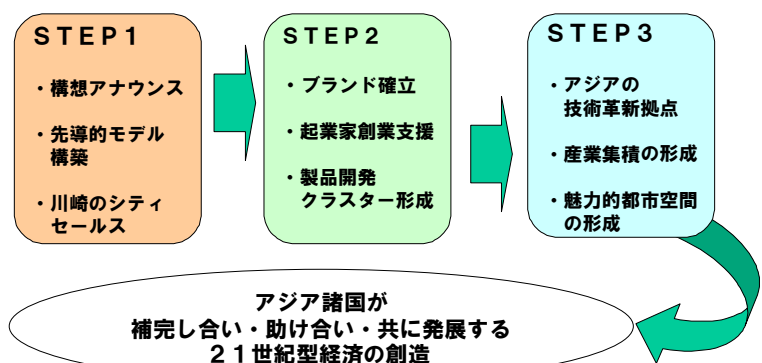 ＳＴＥＰ１
・構想アナウンス
・先導的モデル
構築
・川崎のシティ
セールス
ＳＴＥＰ２
・ブランド確立
・起業家創業支援
・製品開発
クラスター形成
ＳＴＥＰ３
・アジアの
技術革新拠点
・産業集積の形成
・魅力的都市空間
の形成
アジア諸国が
補完し合い・助け合い・共に発展する
２１世紀型経済の創造